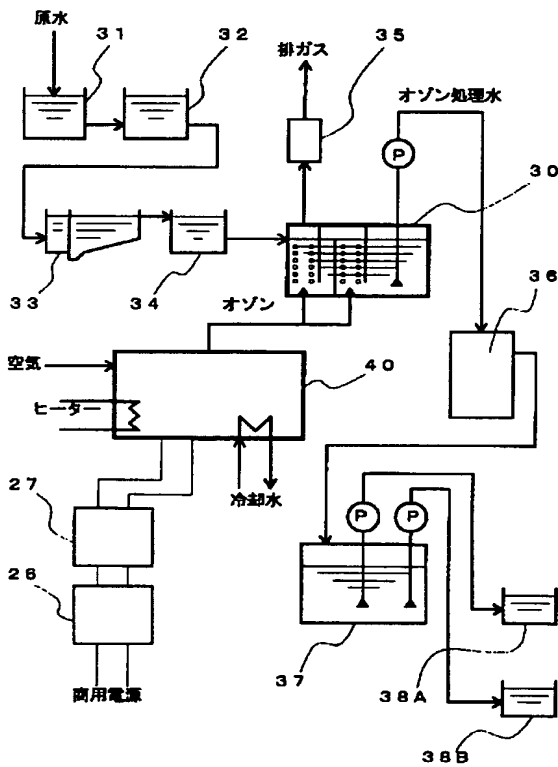 原水
３１
３２
３５
排ガス
オゾン処理水
P
３０
３３
３４
オゾン
３６
空気
ヒーター
４０
冷却水
２７
２６
商用電源
P
P
３７
３８A
３８B